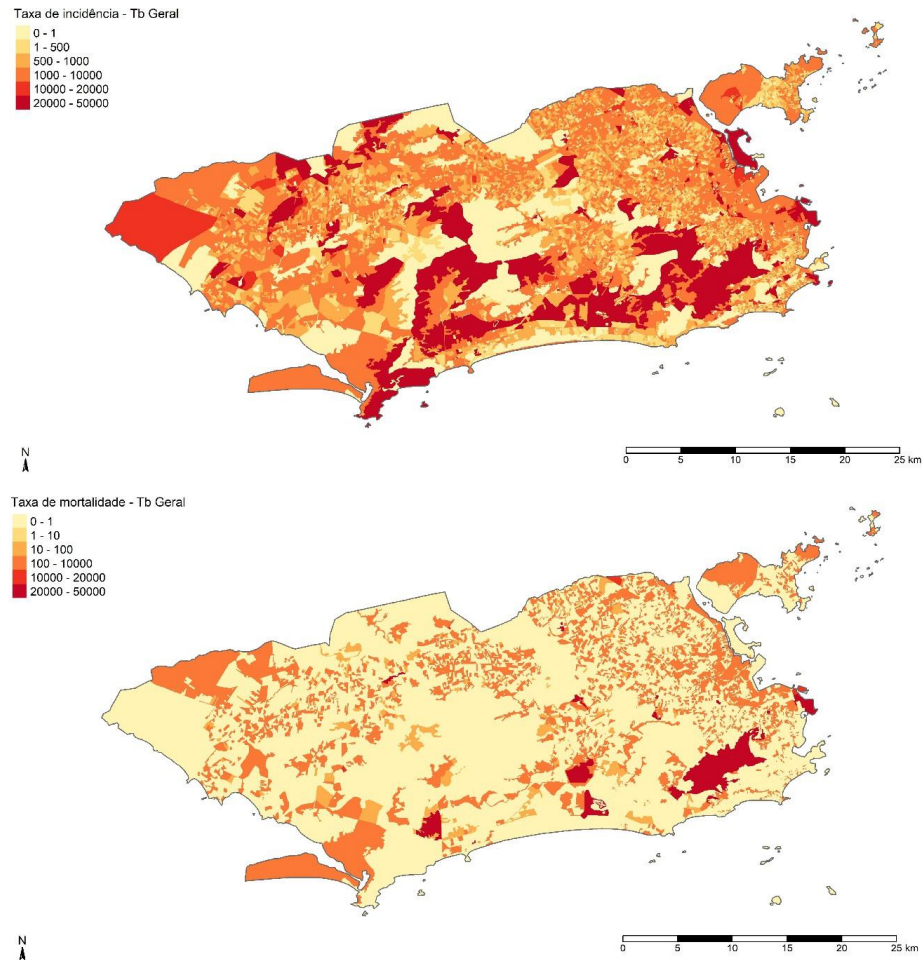 Taxa de incidência - Tb Geral
0 - 1
1 - 500
500 - 1000
1000 - 10000
10000 - 20000
20000 - 50000
N
0 5 10 15 20 25 km
Taxa de mortalidade - Tb Geral
0 - 1
1 - 10
10 - 100
100 - 10000
10000 - 20000
20000 - 50000
N
0 5 10 15 20 25 km